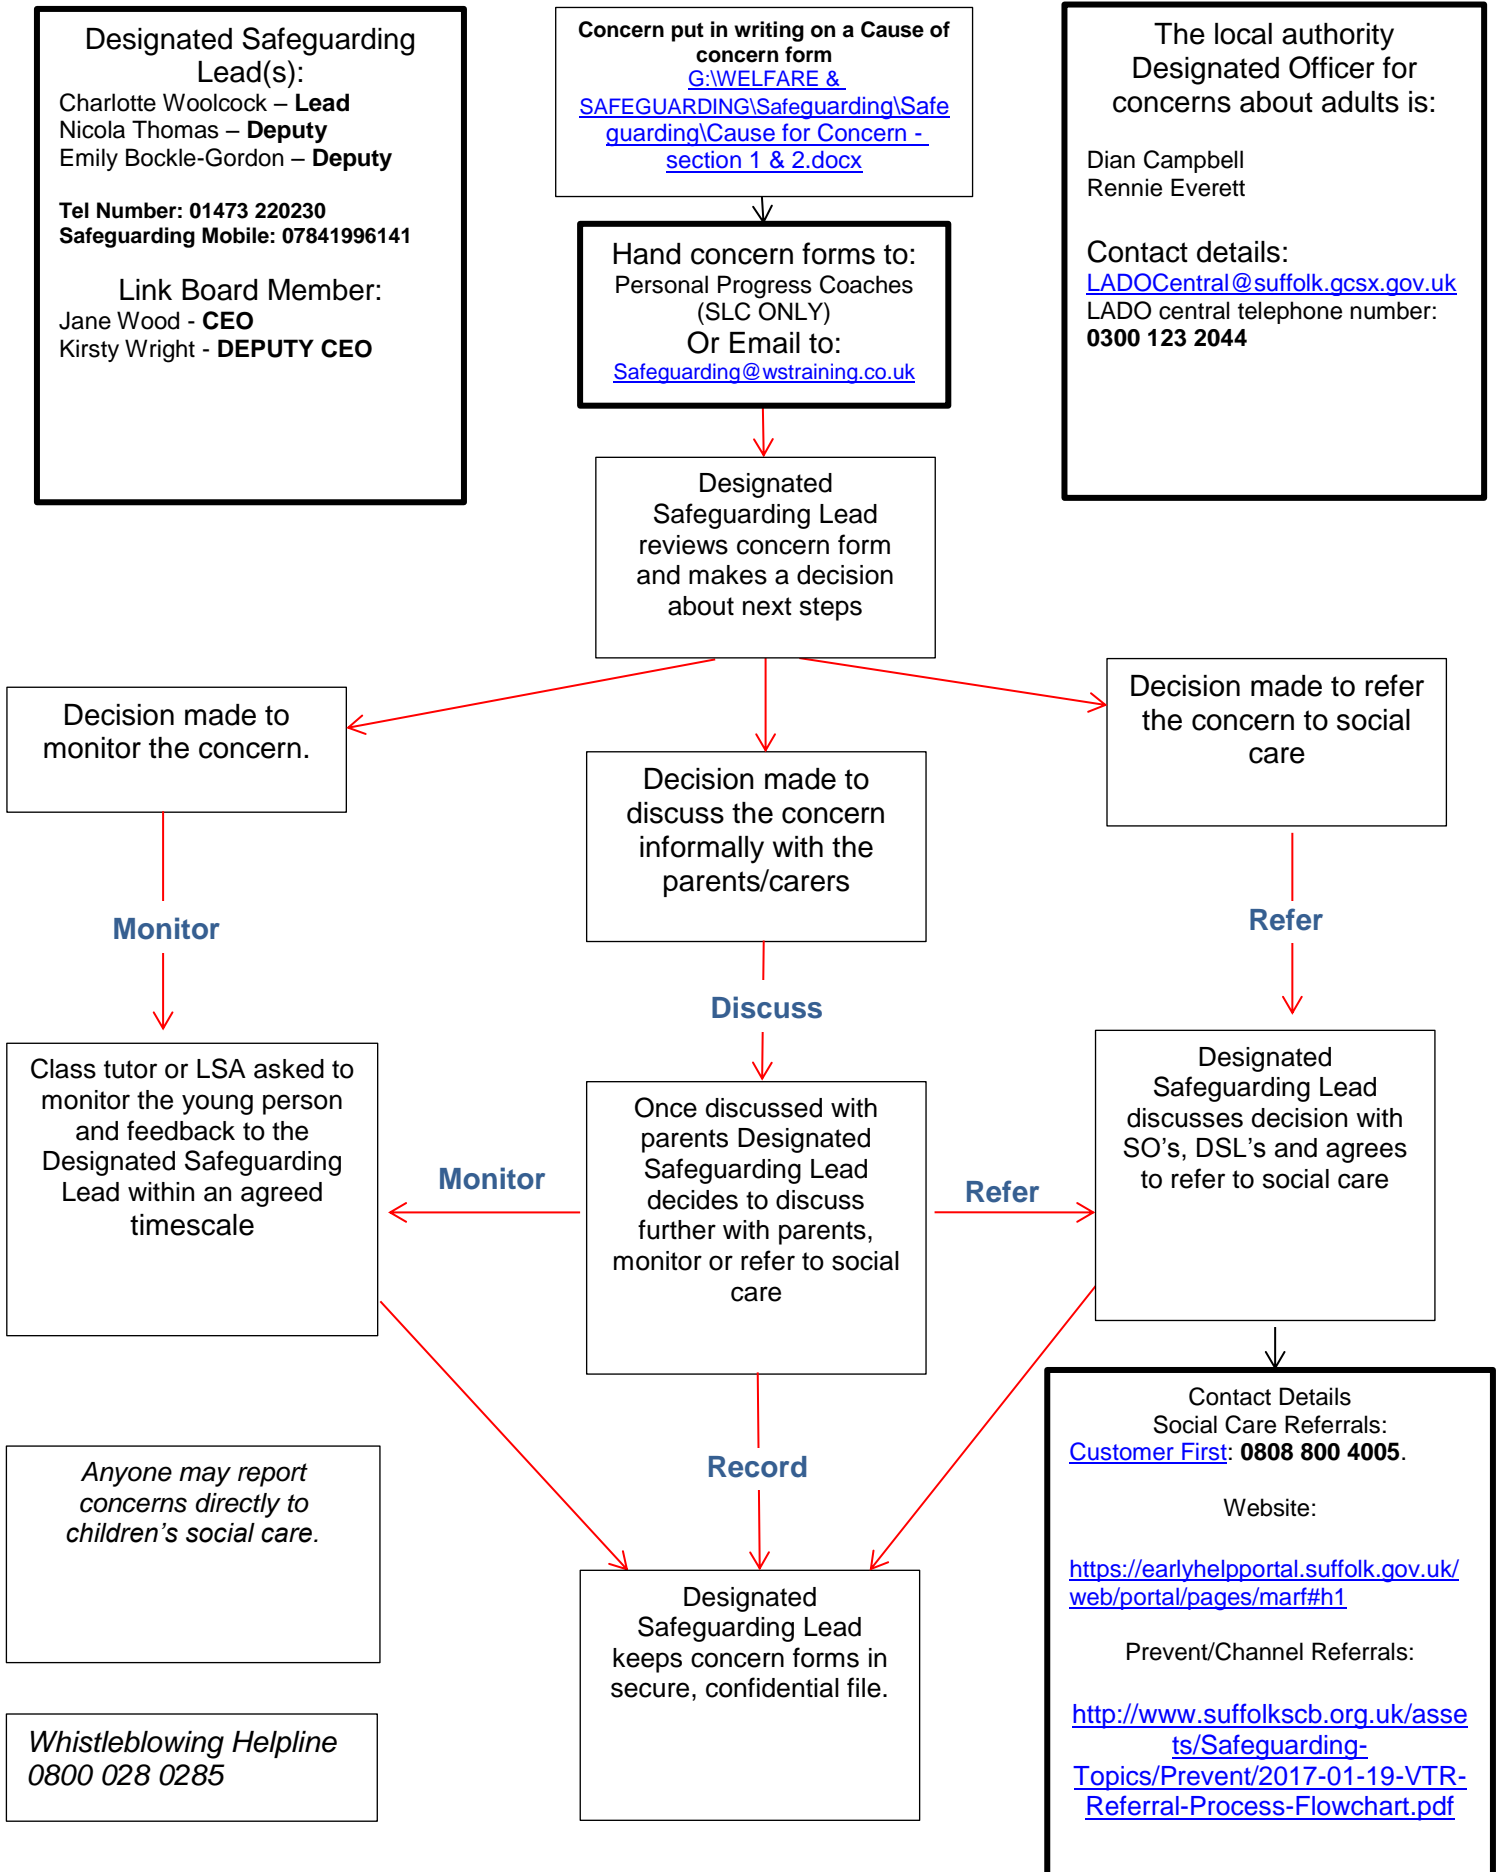 Designated Safeguarding
Lead(s):
Charlotte Woolcock – Lead
Nicola Thomas – Deputy
Emily Bockle-Gordon – Deputy
Tel Number: 01473 220230
Safeguarding Mobile: 07841996141
Link Board Member:
Jane Wood - CEO
Kirsty Wright - DEPUTY CEO
Concern put in writing on a Cause of
concern form
G:\WELFARE &
SAFEGUARDING\Safeguarding\Safe
guarding\Cause for Concern -
section 1 & 2.docx
The local authority
Designated Officer for
concerns about adults is:
Dian Campbell
Rennie Everett
Contact details:
LADOCentral@suffolk.gcsx.gov.uk
LADO central telephone number:
0300 123 2044
Hand concern forms to:
Personal Progress Coaches
(SLC ONLY)
Or Email to:
Safeguarding@wstraining.co.uk
Designated
Safeguarding Lead
reviews concern form
and makes a decision
about next steps
Decision made to
monitor the concern.
Decision made to
discuss the concern
informally with the
parents/carers
Decision made to refer
the concern to social
care
Monitor
Discuss
Refer
Class tutor or LSA asked to
monitor the young person
and feedback to the
Designated Safeguarding
Lead within an agreed
timescale
Monitor
Once discussed with
parents Designated
Safeguarding Lead
decides to discuss
further with parents,
monitor or refer to social
care
Refer
Designated
Safeguarding Lead
discusses decision with
SO's, DSL's and agrees
to refer to social care
Record
Anyone may report
concerns directly to
children's social care.
Whistleblowing Helpline
0800 028 0285
Designated
Safeguarding Lead
keeps concern forms in
secure, confidential file.
Contact Details
Social Care Referrals:
Customer First: 0808 800 4005.
Website:
https://earlyhelpportal.suffolk.gov.uk/
web/portal/pages/marf#h1
Prevent/Channel Referrals:
http://www.suffolkscb.org.uk/asse
ts/Safeguarding-
Topics/Prevent/2017-01-19-VTR-
Referral-Process-Flowchart.pdf